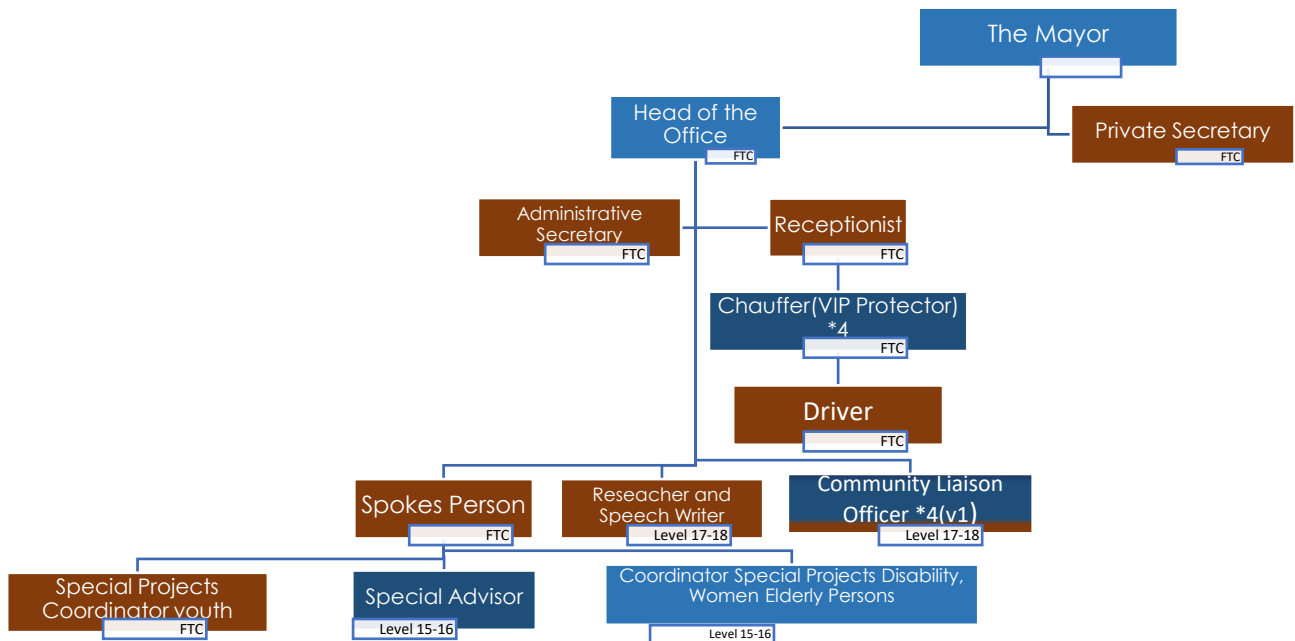 The Mayor
Head of the
Office
FTC
Private Secretary
FTC
Administrative
Secretary
FTC
Receptionist
FTC
Chauffer(VIP Protector)
*4
FTC
Driver
FTC
Spokes Person
FTC
Reseacher and
Speech Writer
Level 17-18
Community Liaison
Officer *4(v1)
Level 17-18
Special Projects
Coordinator youth
FTC
Special Advisor
Level 15-16
Coordinator Special Projects Disability,
Women Elderly Persons
Level 15-16